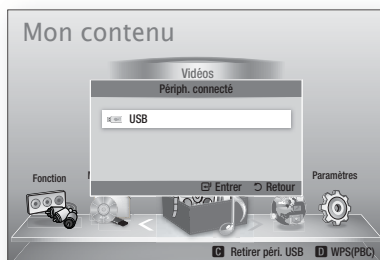 Mon contenu
Vidéos
Périph. connecté
USB
Entrer Retour
Fonction
Paramètres
C Retirer péri. USB D WPS(PBC)